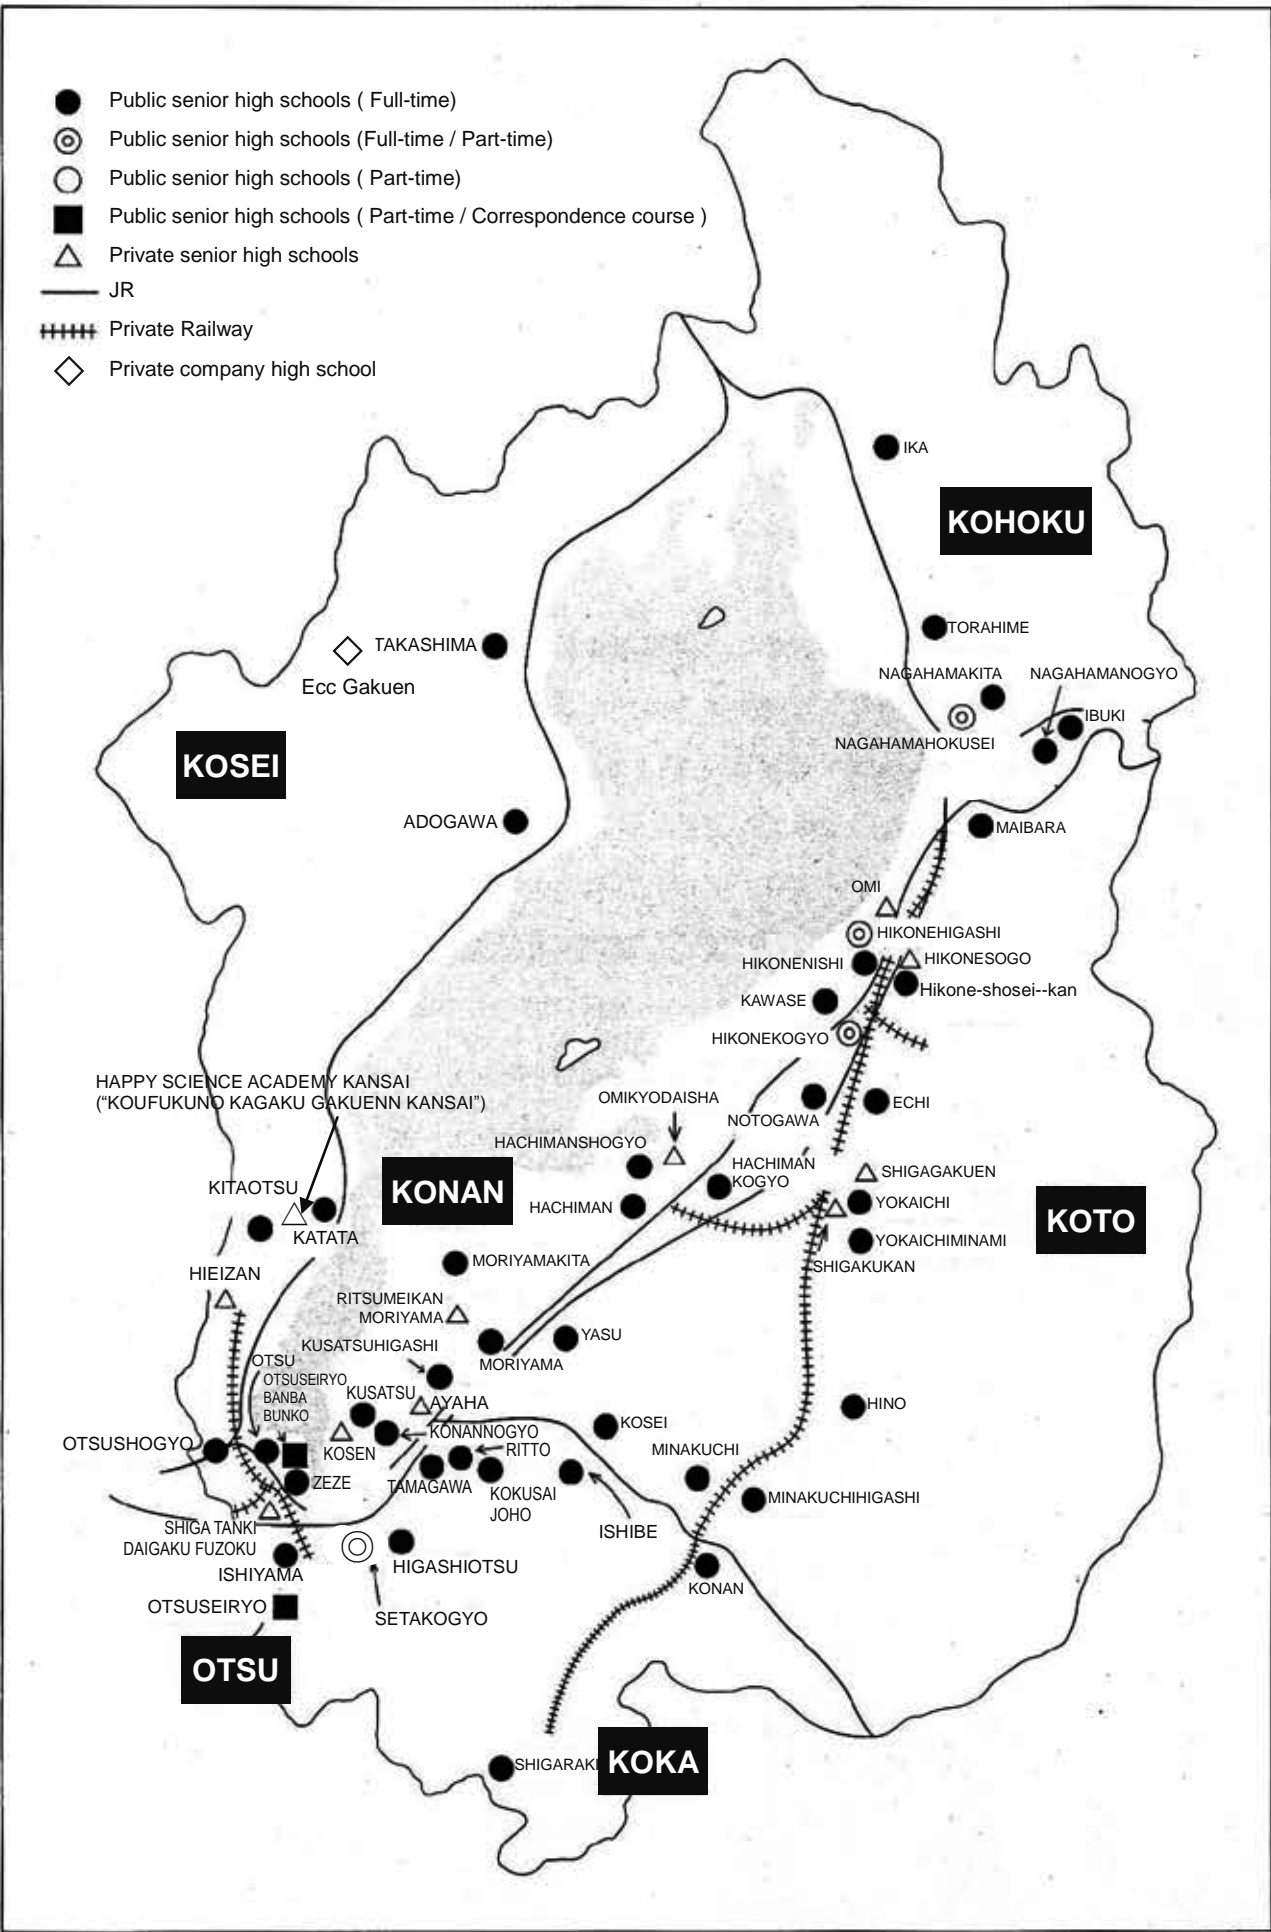 Public senior high schools ( Full-time)
Public senior high schools (Full-time / Part-time)
Public senior high schools ( Part-time)
Public senior high schools ( Part-time / Correspondence course )
Private senior high schools
JR
Private Railway
Private company high school
IKA
KOHOKU
TORAHIME
TAKASHIMA
Ecc Gakuen
NAGAHAMAKITA
NAGAHAMANOGYO
IBUKI
NAGAHAMAHOKUSEI
KOSEI
ADOGAWA
MAIBARA
OMI
HIKONEHIGASHI
HIKONENISHI
HIKONESOGO
Hikone-shosei--kan
KAWASE
HIKONEKOGYO
HAPPY SCIENCE ACADEMY KANSAI
("KOUFUKUNO KAGAKU GAKUENN KANSAI")
OMIKYODAISHA
NOTOGAWA
ECHI
HACHIMANSHOGYO
HACHIMAN
KOGYO
SHIGAGAKUEN
KITAOTSU
KONAN
HACHIMAN
YOKAICHI
KOTO
KATATA
YOKAICHIMINAMI
SHIGAKUKAN
MORIYAMAKITA
HIEIZAN
RITSUMEIKAN
MORIYAMA
YASU
KUSATSUHIGASHI
MORIYAMA
OTSU
OTSUSEIRYO
BANBA
BUNKO
KUSATSU
AYAHA
HINO
KOSEI
KONANNOGYO
OTSUSHOGYO
KOSEN
RITTO
MINAKUCHI
ZEZE
TAMAGAWA
KOKUSAI
JOHO
MINAKUCHIHIGASHI
SHIGA TANKI
DAIGAKU FUZOKU
ISHIBE
ISHIYAMA
HIGASHIOTSU
KONAN
OTSUSEIRYO
SETAKOGYO
OTSU
SHIGARAKI
KOKA